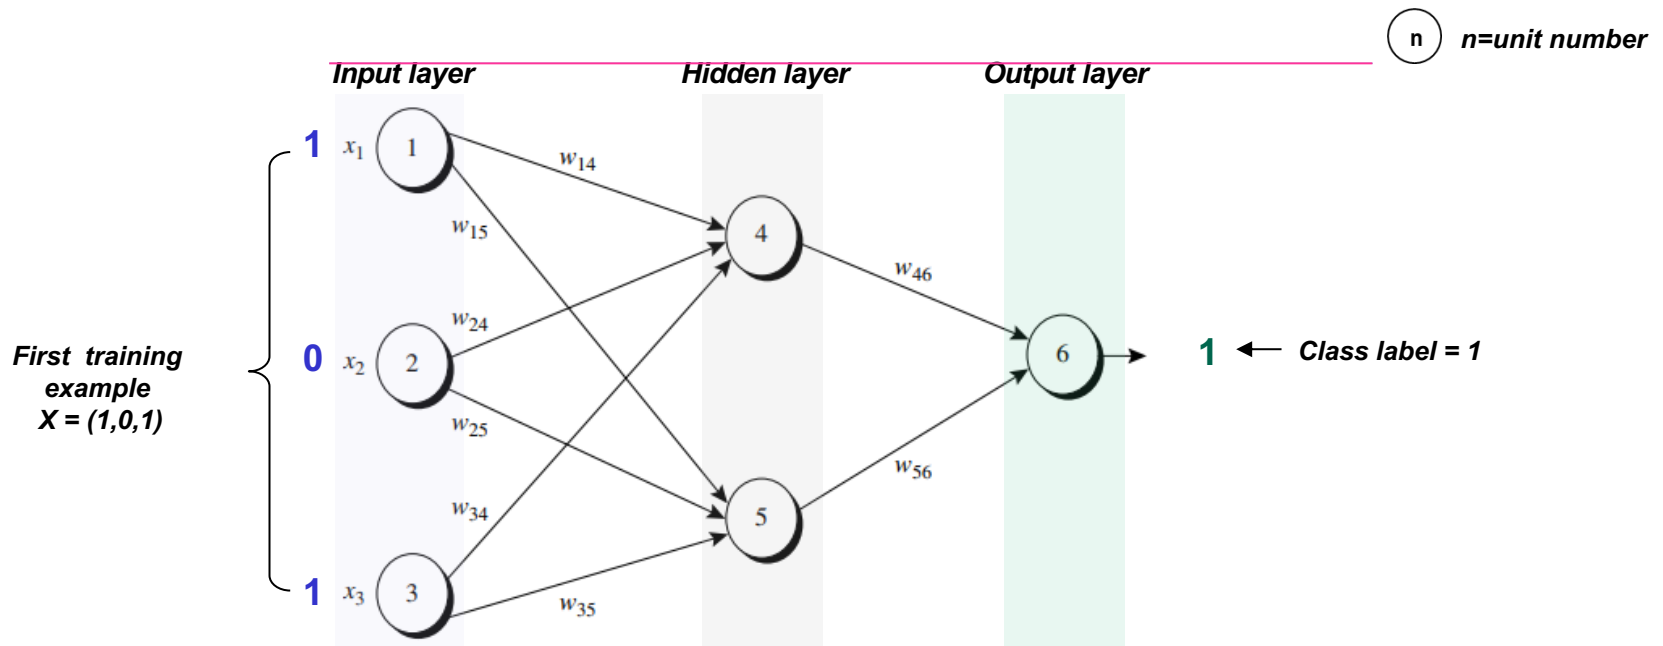 n n=unit number
Input layer Hidden layer Output layer
1 x1 1
w14
w15
4
w24
w46
First training
example
X = (1,0,1)
0 x2 2
6 1 Class label = 1
w25
w34
w56
5
1 x3 3
w35